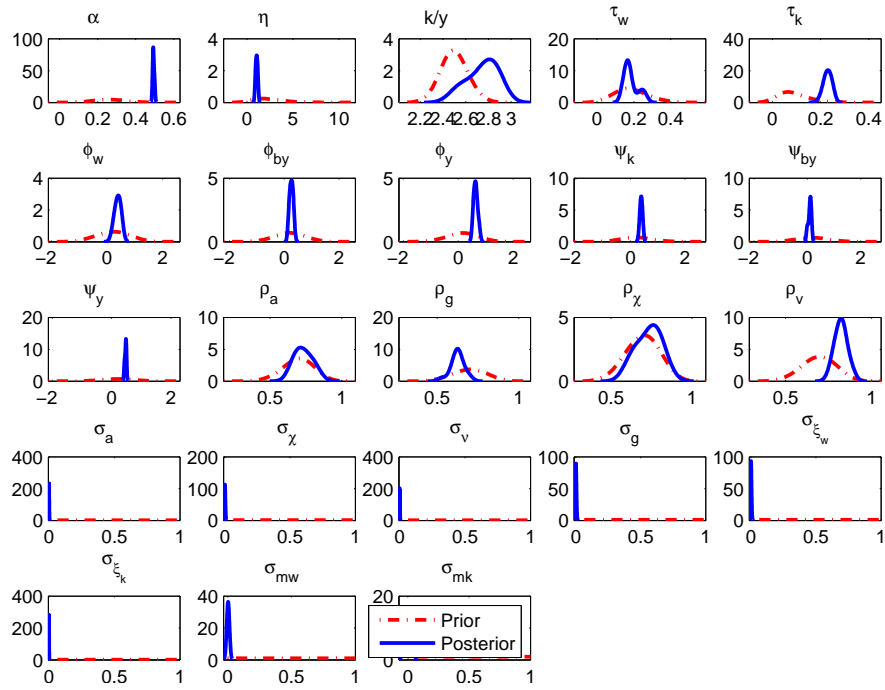 α η k/y τ_w τ_k
100 50 0 4 2 0 4 2 0 20 10 0 40 20 0
0 0.2 0.4 0.6 0 5 10 2.2 2.4 2.6 2.8 3 0 0.2 0.4 0 0.2 0.4
ϕ_w ϕ_by ϕ_y ψ_k ψ_by
4 2 0 5 0 5 0 10 5 0 10 5 0
−2 0 2 −2 0 2 −2 0 2 −2 0 2 −2 0 2
ψ_y ρ_a ρ_g ρ_χ ρ_v
20 10 0 10 5 0 20 10 0 5 0 10 5 0
−2 0 2 0.5 1 0.5 1 0.5 1 0.5 1
σ_a σ_χ σ_ν σ_g σ_ξ_w
400 200 0 200 100 0 400 200 0 100 50 0 100 50 0
0 0.5 1 0 0.5 1 0 0.5 1 0 0.5 1 0 0.5 1
σ_ξ_k σ_mw σ_mk
400 200 0 40 20 0 20 0
0 0.5 1 0 0.5 1 0 0.5 1
Prior
Posterior